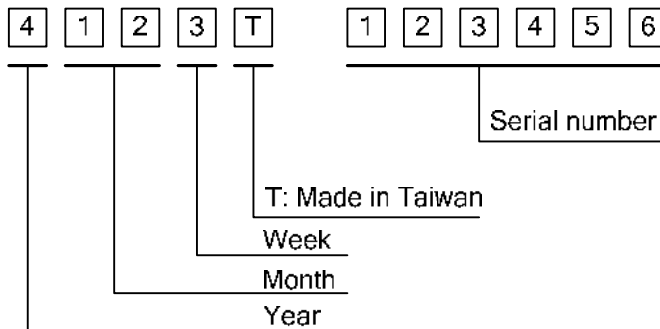 4 1 2 3 T 1 2 3 4 5 6
Serial number
T: Made in Taiwan
Week
Month
Year